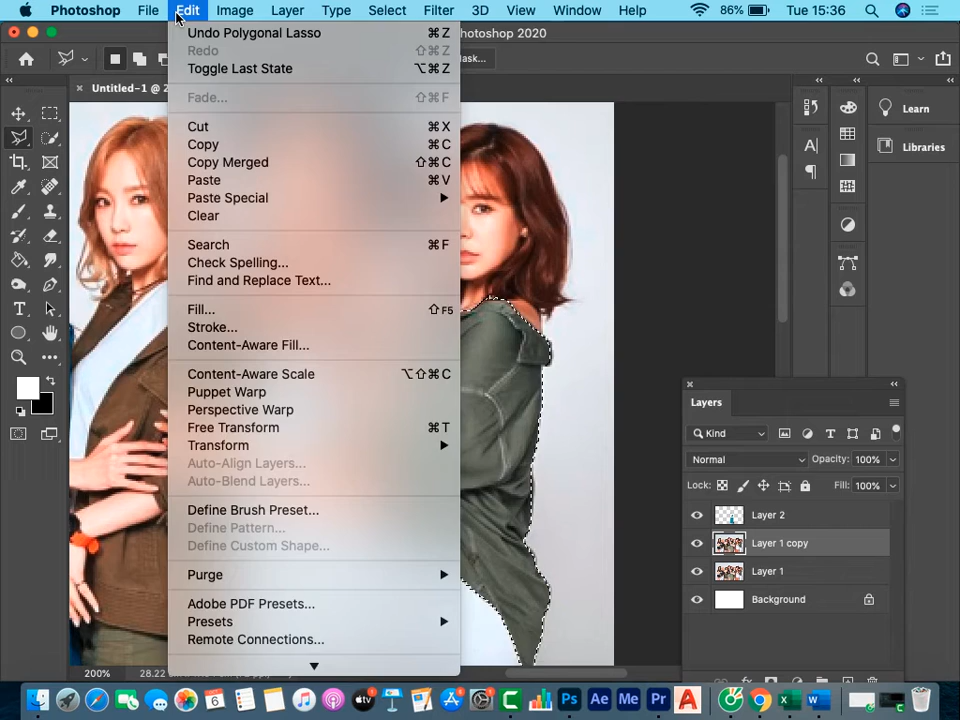 Photoshop File Edit Image Layer Type Select Filter 3D View Window Help 86% Tue 15:36
Photoshop 2020
ask...
Untitled-1 @ 2
Undo Polygonal Lasso ⌘Z
Redo ⇧⌘Z
Toggle Last State ⌥⌘Z
Fade... ⇧⌘F
Cut ⌘X
Copy ⌘C
Copy Merged ⇧⌘C
Paste ⌘V
Paste Special
Clear
Search ⌘F
Check Spelling...
Find and Replace Text...
Fill... ⇧F5
Stroke...
Content-Aware Fill...
Content-Aware Scale ⌥⇧⌘C
Puppet Warp
Perspective Warp
Free Transform ⌘T
Transform
Auto-Align Layers...
Auto-Blend Layers...
Define Brush Preset...
Define Pattern...
Define Custom Shape...
Purge
Adobe PDF Presets...
Presets
Remote Connections...
Learn
Libraries
Layers
Kind
Normal Opacity: 100%
Lock: Fill: 100%
Layer 2
Layer 1 copy
Layer 1
Background
200% 28.22
6
tv
Ps Ae Me Pr A
X W